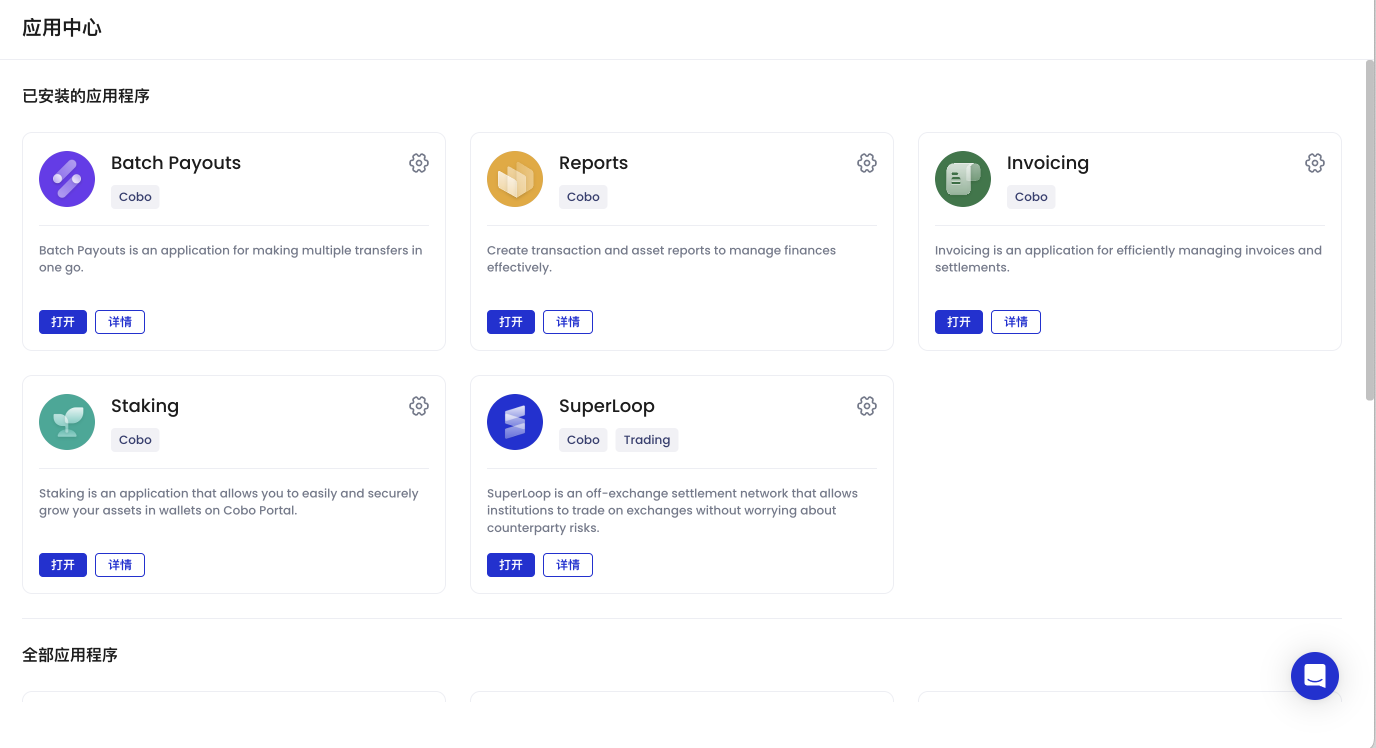 应用中心
已安装的应用程序
Batch Payouts
Cobo
Batch Payouts is an application for making multiple transfers in
one go.
打开 详情
Reports
Cobo
Create transaction and asset reports to manage finances
effectively.
打开 详情
Invoicing
Cobo
Invoicing is an application for efficiently managing invoices and
settlements.
打开 详情
Staking
Cobo
Staking is an application that allows you to easily and securely
grow your assets in wallets on Cobo Portal.
打开 详情
SuperLoop
Cobo Trading
SuperLoop is an off-exchange settlement network that allows
institutions to trade on exchanges without worrying about
counterparty risks.
打开 详情
全部应用程序